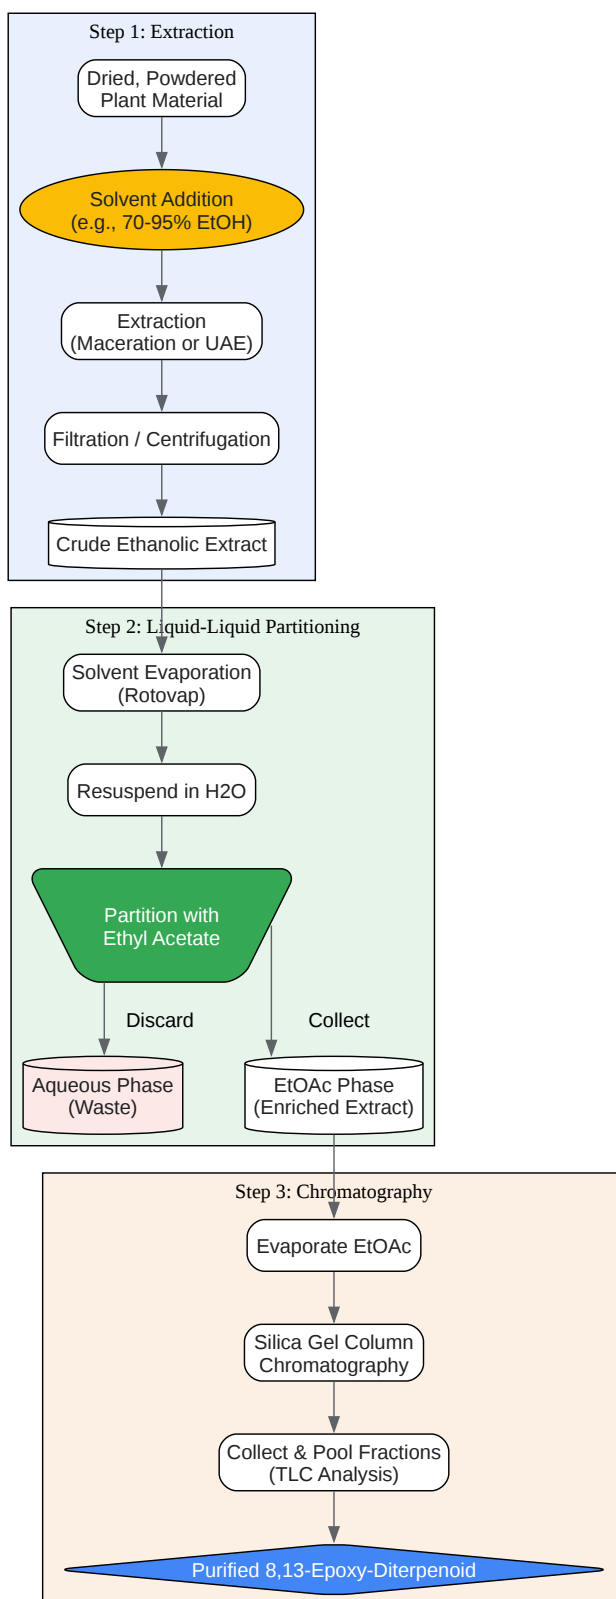 Step 1: Extraction
Dried, Powdered
Plant Material
Solvent Addition
(e.g., 70-95% EtOH)
Extraction
(Maceration or UAE)
Filtration / Centrifugation
Crude Ethanolic Extract
Step 2: Liquid-Liquid Partitioning
Solvent Evaporation
(Rotovap)
Resuspend in H2O
Partition with
Ethyl Acetate
Discard
Collect
Aqueous Phase
(Waste)
EtOAc Phase
(Enriched Extract)
Step 3: Chromatography
Evaporate EtOAc
Silica Gel Column
Chromatography
Collect & Pool Fractions
(TLC Analysis)
Purified 8,13-Epoxy-Diterpenoid